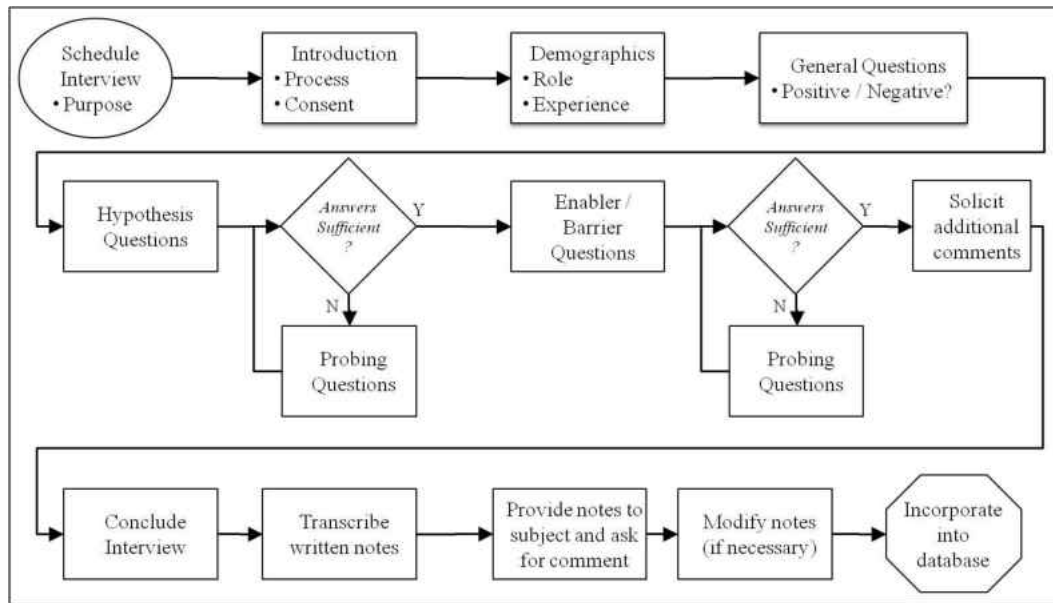 Schedule
Interview
• Purpose
Introduction
• Process
• Consent
Demographics
• Role
• Experience
General Questions
• Positive / Negative?
Hypothesis
Questions
Answers
Sufficient
?
Y
N
Probing
Questions
Enabler /
Barrier
Questions
Answers
Sufficient
?
Y
N
Probing
Questions
Solicit
additional
comments
Conclude
Interview
Transcribe
written notes
Provide notes to
subject and ask
for comment
Modify notes
(if necessary)
Incorporate
into
database